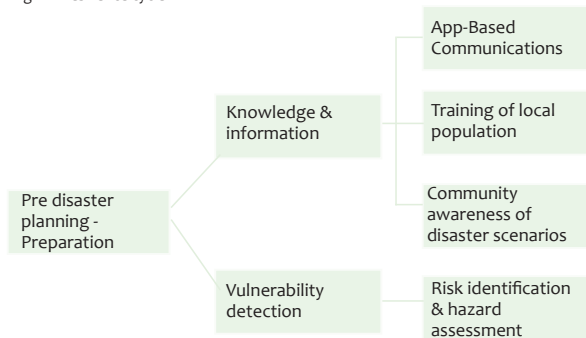 App-Based
Communications
Knowledge &
information
Training of local
population
Pre disaster
planning -
Preparation
Community
awareness of
disaster scenarios
Vulnerability
detection
Risk identification
& hazard
assessment